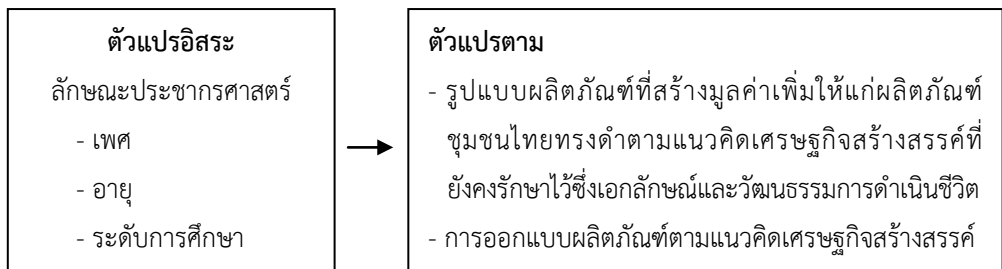 ตัวแปรอิสระ
ลักษณะประชากรศาสตร์
- เพศ
- อายุ
- ระดับการศึกษา
ตัวแปรตาม
- รูปแบบผลิตภัณฑ์ที่สร้างมูลค่าเพิ่มให้แก่ผลิตภัณฑ์
ชุมชนไทยทรงดำตามแนวคิดเศรษฐกิจสร้างสรรค์ที่
ยังคงรักษาไว้ซึ่งเอกลักษณ์และวัฒนธรรมการดำเนินชีวิต
- การออกแบบผลิตภัณฑ์ตามแนวคิดเศรษฐกิจสร้างสรรค์